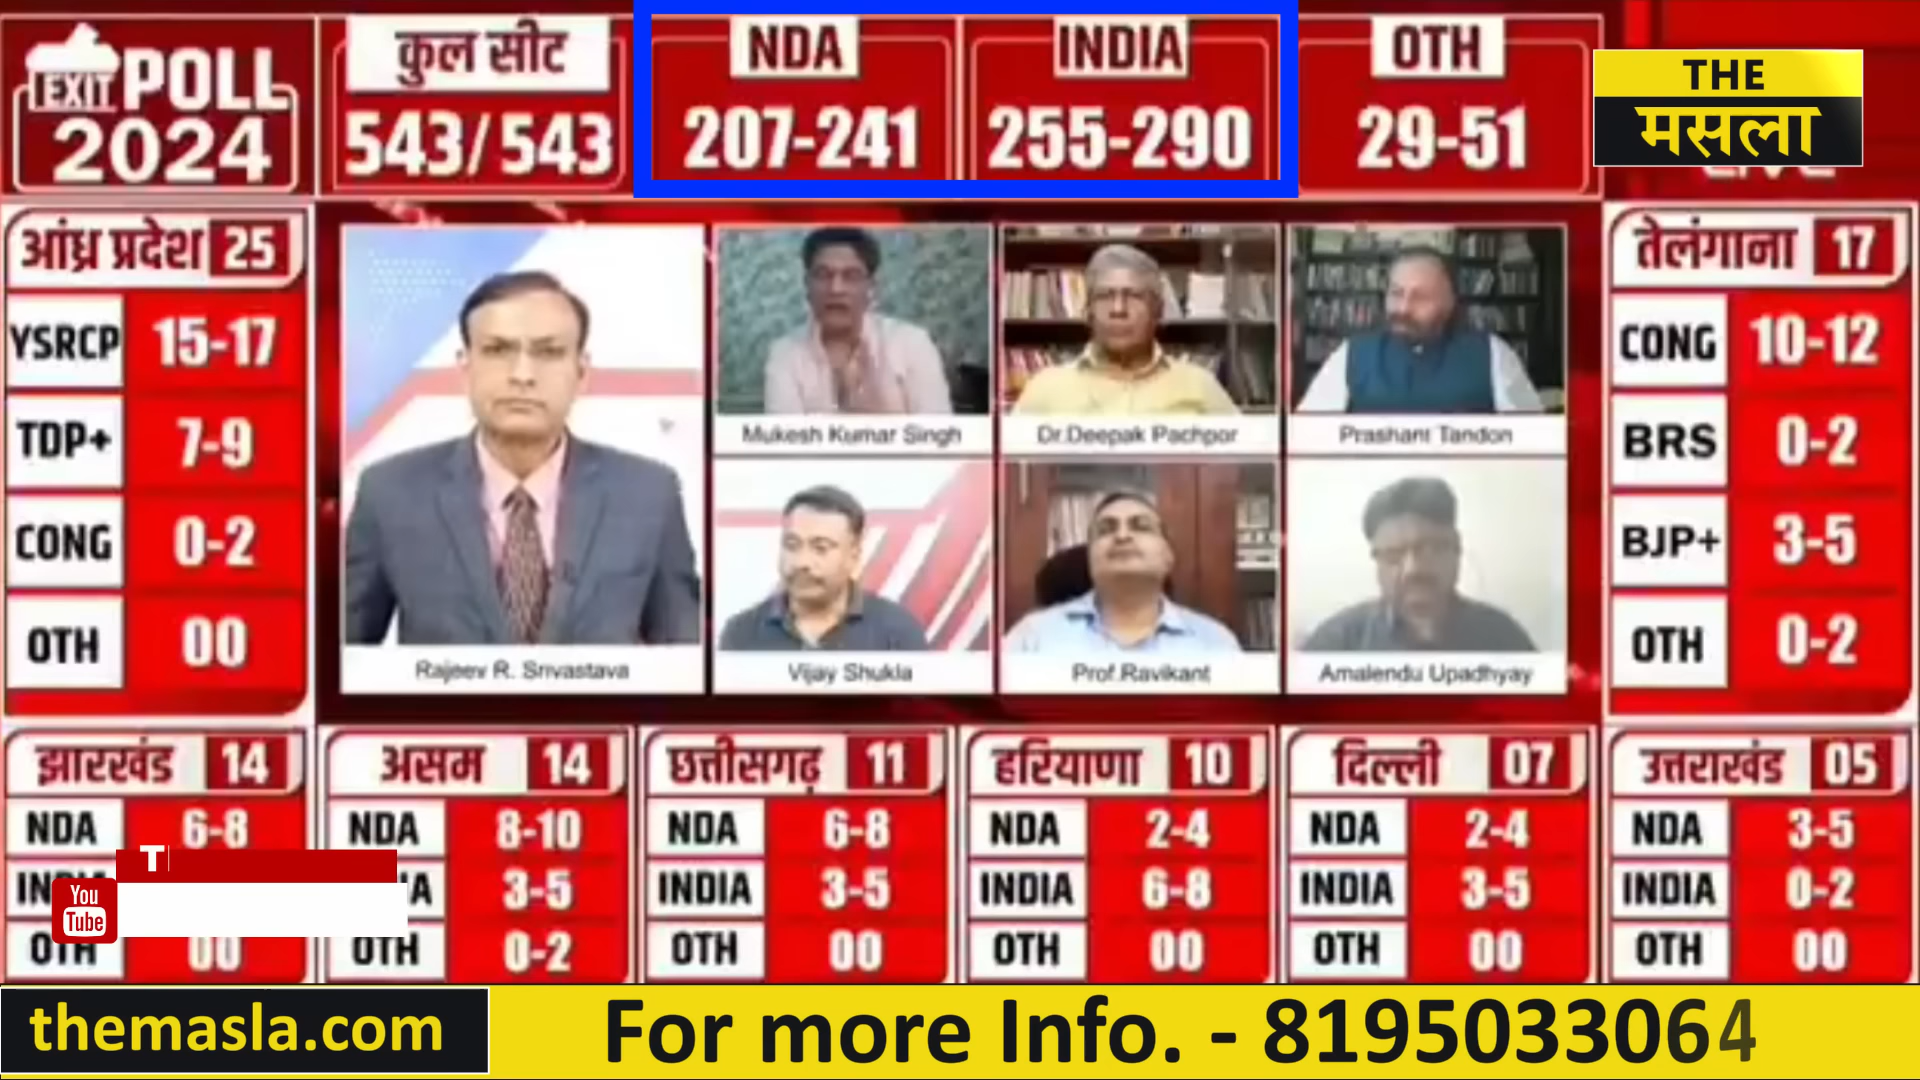 EXIT POLL
2024
कुल सीट
543/543
NDA
207-241
INDIA
255-290
OTH
29-51
THE
मसला
आंध्र प्रदेश 25
YSRCP 15-17
TDP+ 7-9
CONG 0-2
OTH 00
Mukesh Kumar Singh
Dr.Deepak Pachpor
Prashant Tandon
Rajeev R. Srivastava
Vijay Shukla
Prof.Ravikant
Amalendu Upadhyay
तेलंगाना 17
CONG 10-12
BRS 0-2
BJP+ 3-5
OTH 0-2
झारखंड 14
NDA 6-8
OTH 00
असम 14
NDA 8-10
3-5
OTH 0-2
छत्तीसगढ़ 11
NDA 6-8
INDIA 3-5
OTH 00
हरियाणा 10
NDA 2-4
INDIA 6-8
OTH 00
दिल्ली 07
NDA 2-4
INDIA 3-5
OTH 00
उत्तराखंड 05
NDA 3-5
INDIA 0-2
OTH 00
T
You
Tube
themasla.com
For more Info. - 8195033064